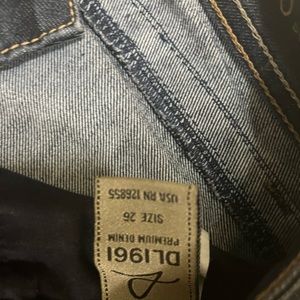 DL1961
PREMIUM DENIM
SIZE 26
USA RN 126855